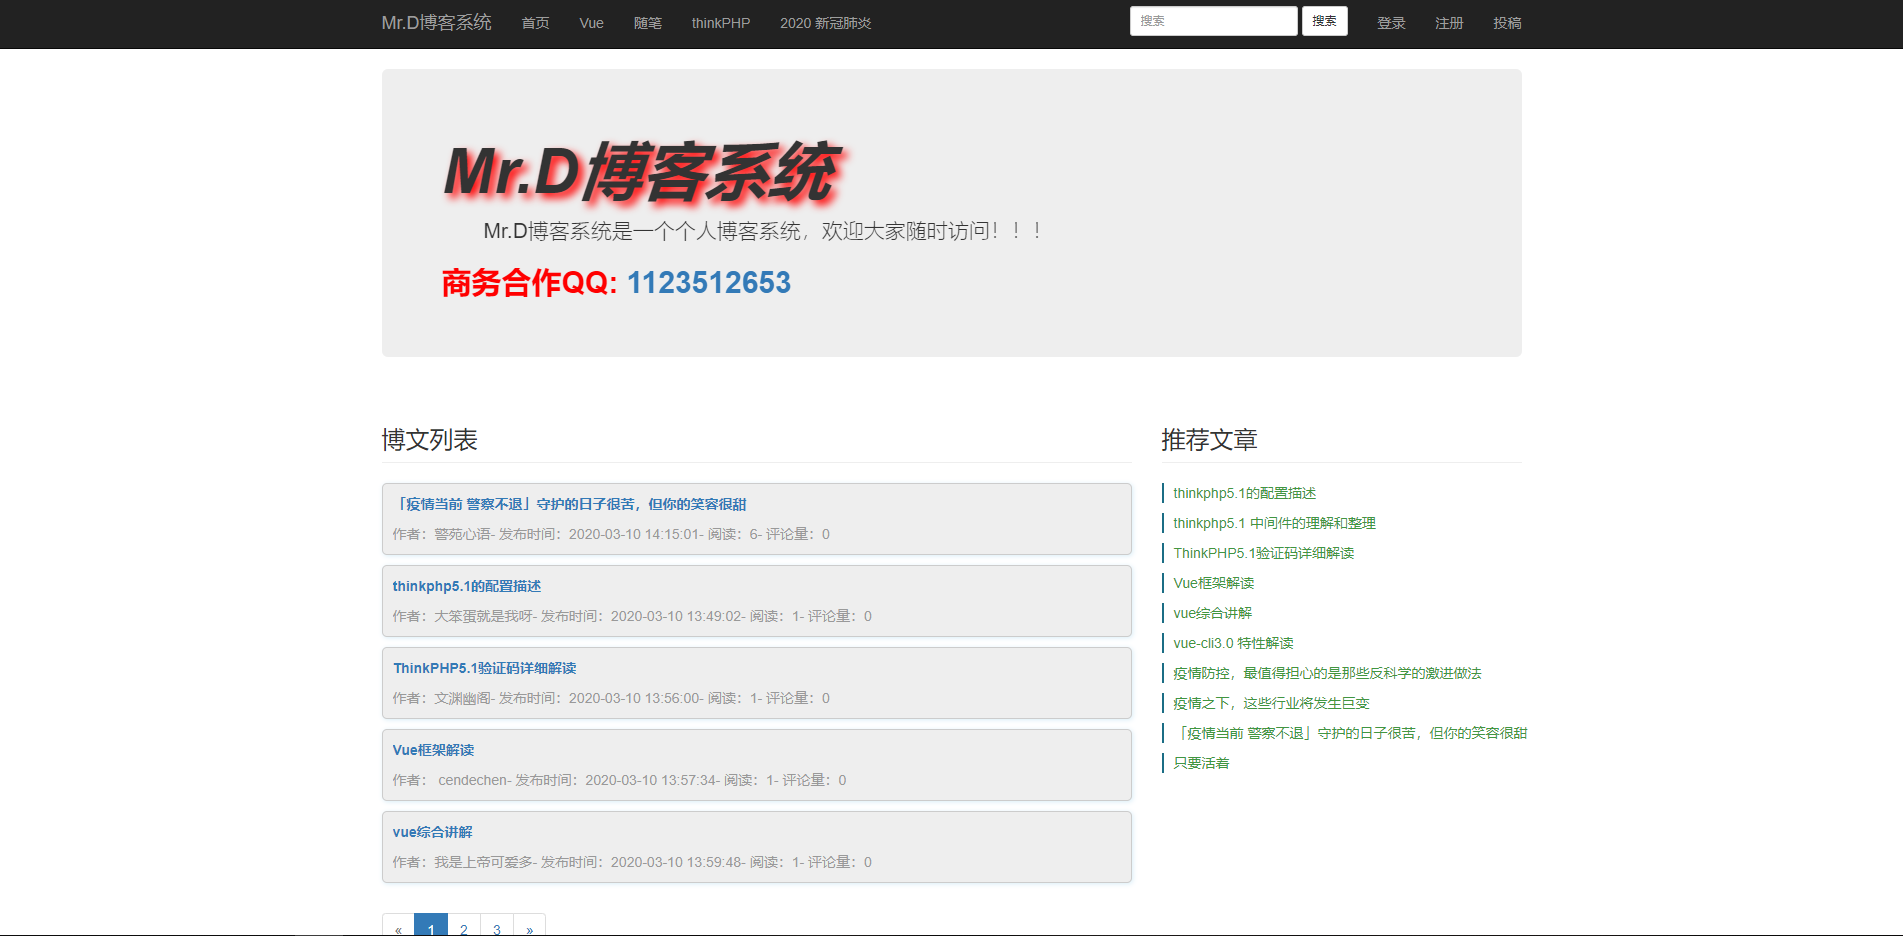 Mr.D博客系统 首页 Vue 随笔 thinkPHP 2020 新冠肺炎 搜索 搜索 登录 注册 投稿
Mr.D博客系统
Mr.D博客系统是一个个人博客系统，欢迎大家随时访问！！！
商务合作QQ: 1123512653
博文列表
「疫情当前 警察不退」守护的日子很苦，但你的笑容很甜
作者：警苑心语- 发布时间：2020-03-10 14:15:01- 阅读：6- 评论量：0
thinkphp5.1的配置描述
作者：大笨蛋就是我呀- 发布时间：2020-03-10 13:49:02- 阅读：1- 评论量：0
ThinkPHP5.1验证码详细解读
作者：文渊幽阁- 发布时间：2020-03-10 13:56:00- 阅读：1- 评论量：0
Vue框架解读
作者： cendechen- 发布时间：2020-03-10 13:57:34- 阅读：1- 评论量：0
vue综合讲解
作者：我是上帝可爱多- 发布时间：2020-03-10 13:59:48- 阅读：1- 评论量：0
« 1 2 3 »
推荐文章
thinkphp5.1的配置描述
thinkphp5.1 中间件的理解和整理
ThinkPHP5.1验证码详细解读
Vue框架解读
vue综合讲解
vue-cli3.0 特性解读
疫情防控，最值得担心的是那些反科学的激进做法
疫情之下，这些行业将发生巨变
「疫情当前 警察不退」守护的日子很苦，但你的笑容很甜
只要活着